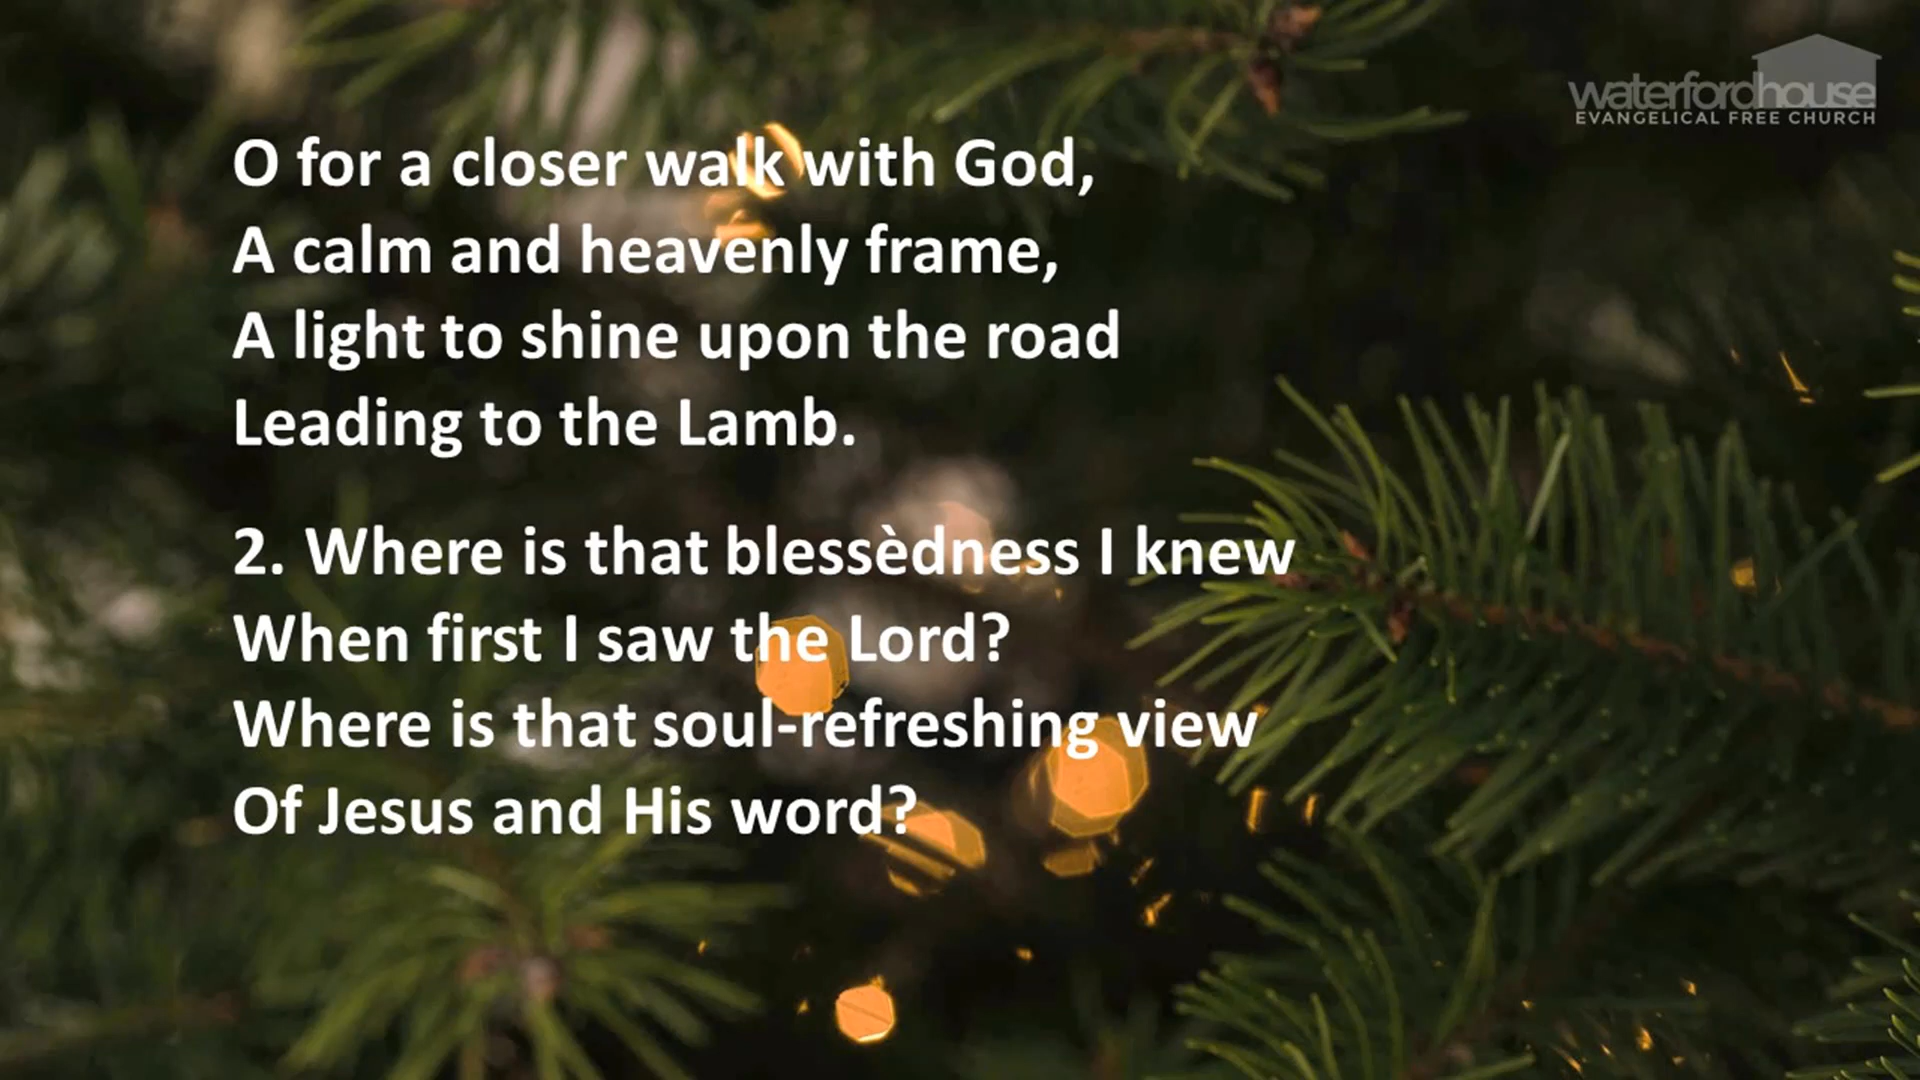 waterfordhouse
EVANGELICAL FREE CHURCH
O for a closer walk with God,
A calm and heavenly frame,
A light to shine upon the road
Leading to the Lamb.
2. Where is that blessèdness I knew
When first I saw the Lord?
Where is that soul-refreshing view
Of Jesus and His word?